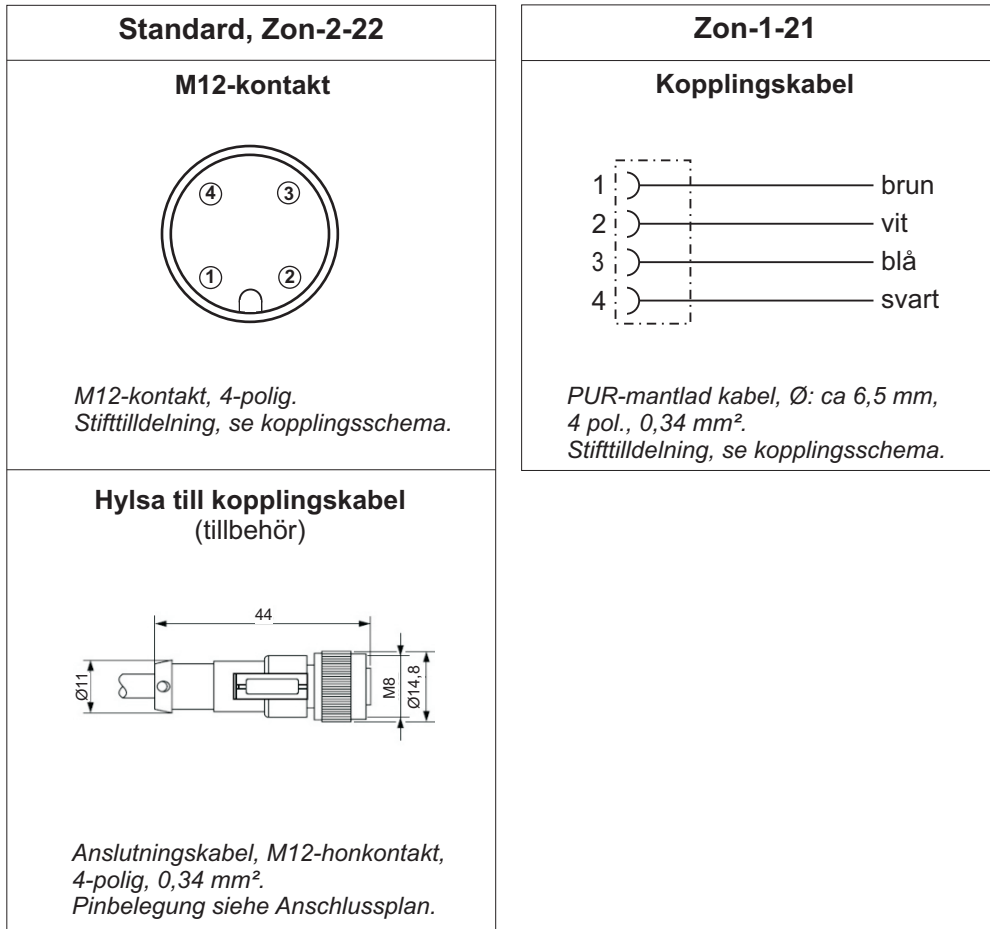 Standard, Zon-2-22
M12-kontakt
4
3
1
2
M12-kontakt, 4-polig.
Stifttilldelning, se kopplingsschema.
Hylsa till kopplingskabel
(tillbehör)
44
Ø11
M8
Ø14,8
Anslutningskabel, M12-honkontakt,
4-polig, 0,34 mm².
Pinbelegung siehe Anschlussplan.
Zon-1-21
Kopplingskabel
1 brun
2 vit
3 blå
4 svart
PUR-mantlad kabel, Ø: ca 6,5 mm,
4 pol., 0,34 mm².
Stifttilldelning, se kopplingsschema.